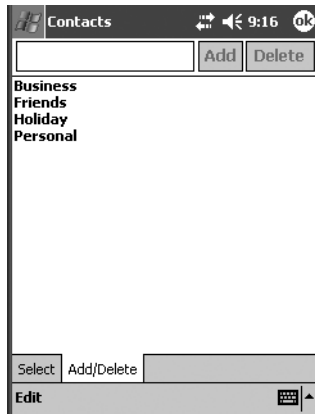 Contacts 9:16 ok
Add Delete
Business
Friends
Holiday
Personal
Select Add/Delete
Edit